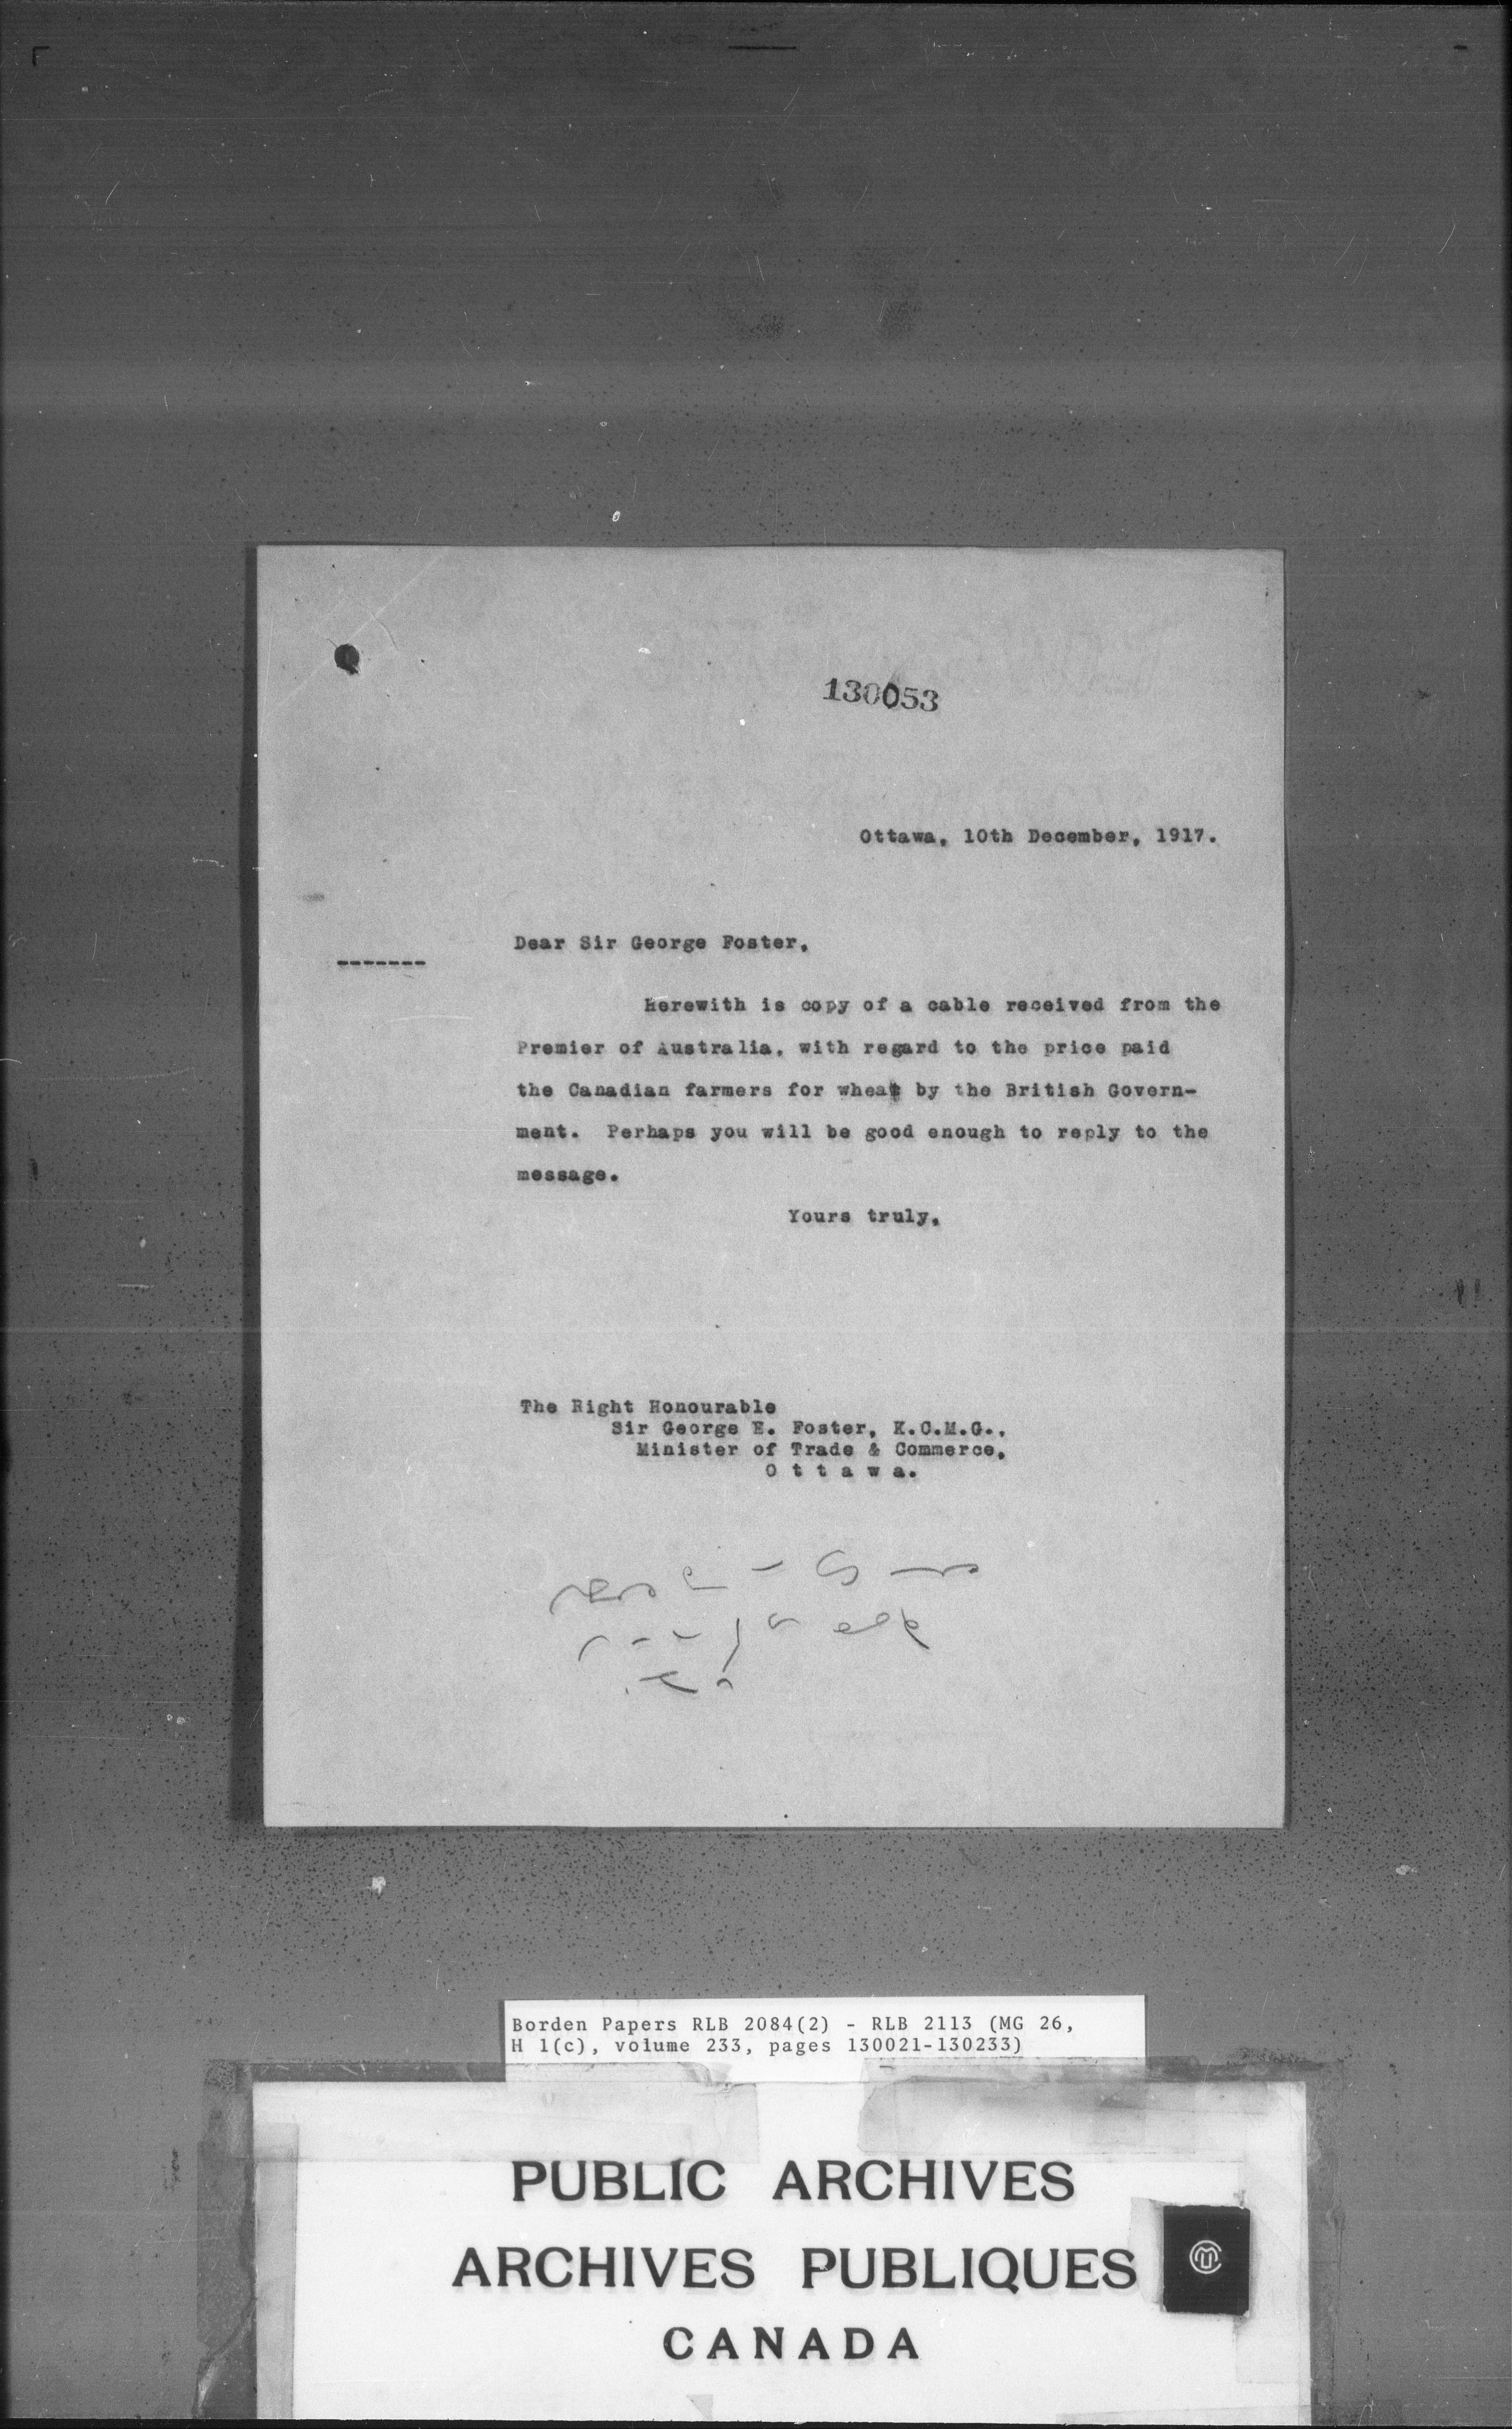 130053
Ottawa, 10th December, 1917.
Dear Sir George Foster,
-------
Herewith is copy of a cable received from the
Premier of Australia, with regard to the price paid
the Canadian farmers for wheat by the British Govern-
ment. Perhaps you will be good enough to reply to the
message.
Yours truly,
The Right Honourable
Sir George E. Foster, K.C.M.G.,
Minister of Trade & Commerce,
O t t a w a.
Borden Papers RLB 2084(2) - RLB 2113 (MG 26,
H 1(c), volume 233, pages 130021-130233)
PUBLIC ARCHIVES
ARCHIVES PUBLIQUES
CANADA